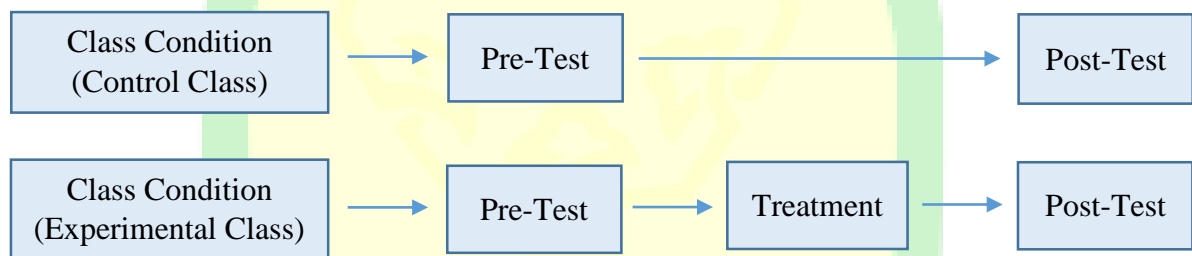 Class Condition
(Control Class)
Pre-Test
Post-Test
Class Condition
(Experimental Class)
Pre-Test
Treatment
Post-Test